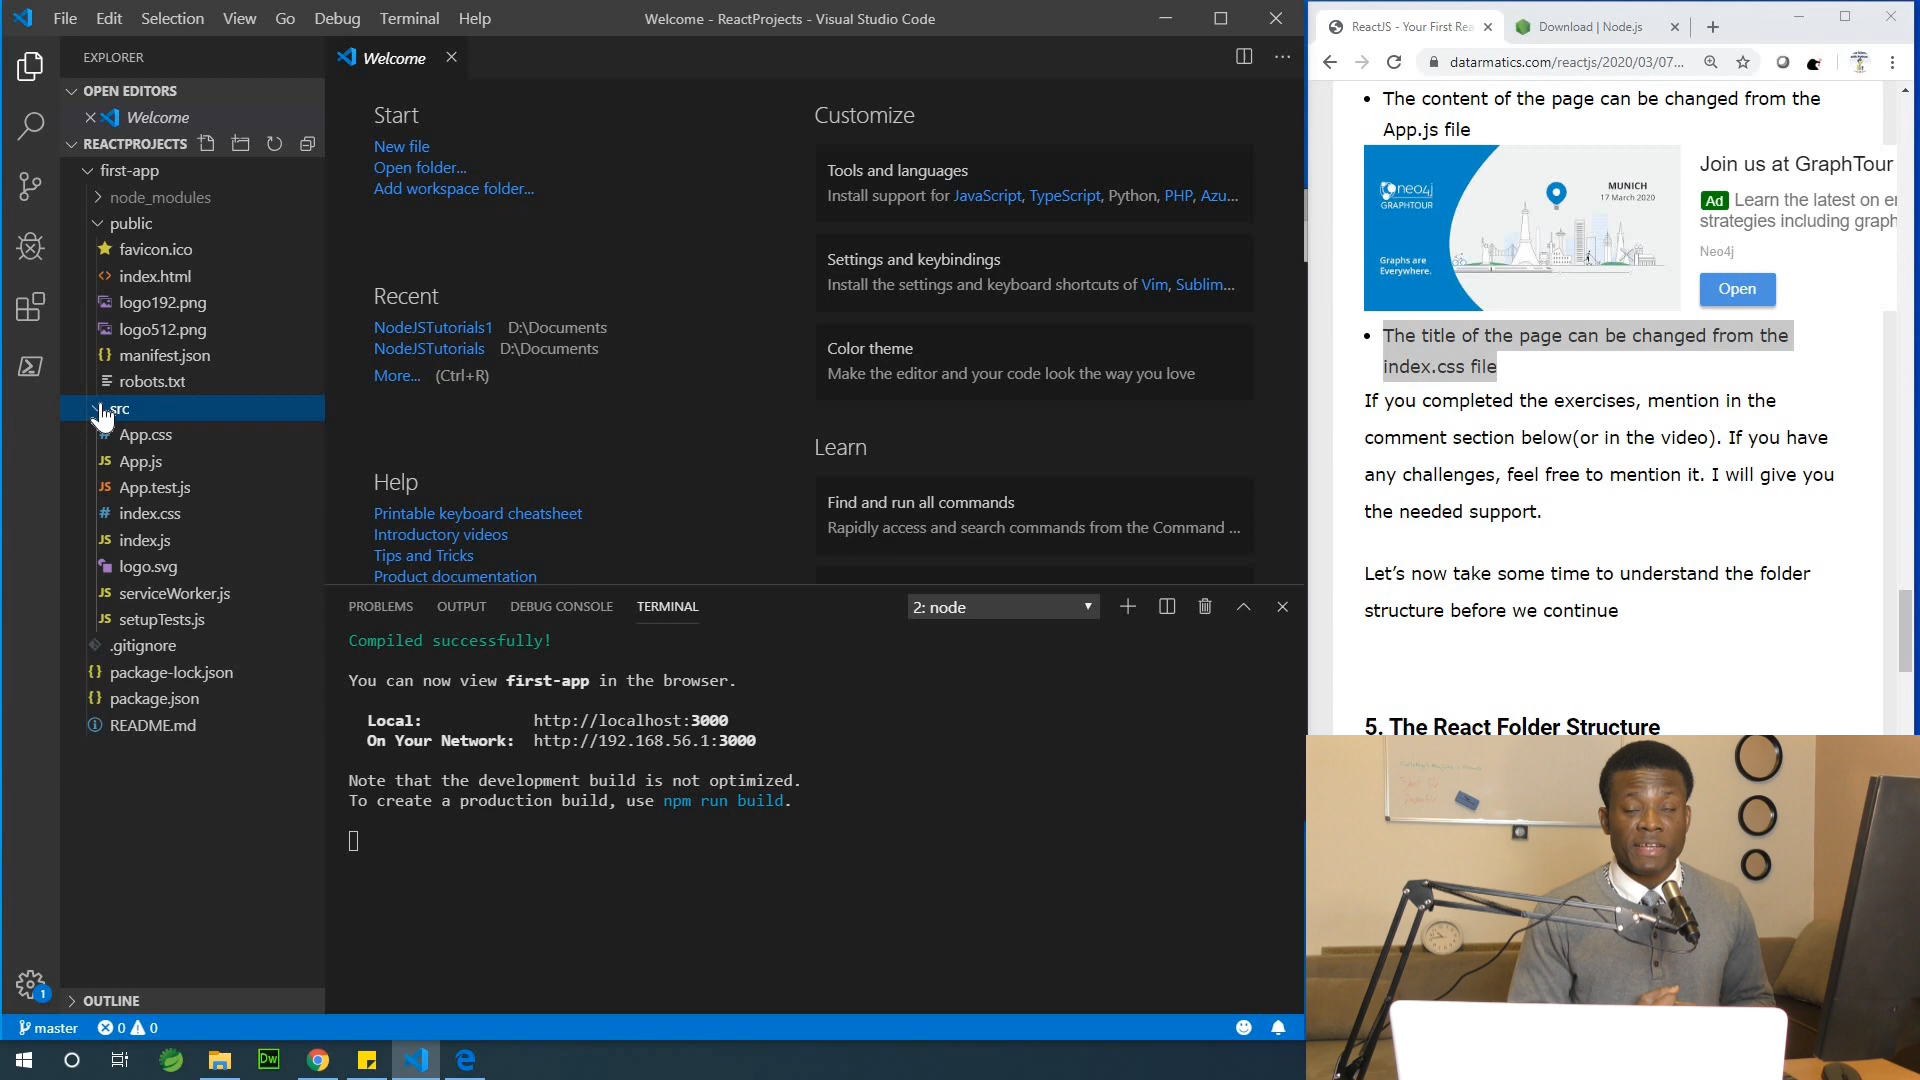 File Edit Selection View Go Debug Terminal Help
Welcome - ReactProjects - Visual Studio Code
EXPLORER
OPEN EDITORS
Welcome
REACTPROJECTS
first-app
node_modules
public
favicon.ico
index.html
logo192.png
logo512.png
manifest.json
robots.txt
src
App.css
App.js
App.test.js
index.css
index.js
logo.svg
serviceWorker.js
setupTests.js
.gitignore
package-lock.json
package.json
README.md
OUTLINE
Welcome
Start
New file
Open folder...
Add workspace folder...
Recent
NodeJSTutorials1 D:\Documents
NodeJSTutorials D:\Documents
More... (Ctrl+R)
Help
Printable keyboard cheatsheet
Introductory videos
Tips and Tricks
Product documentation
Customize
Tools and languages
Install support for JavaScript, TypeScript, Python, PHP, Azu...
Settings and keybindings
Install the settings and keyboard shortcuts of Vim, Sublim...
Color theme
Make the editor and your code look the way you love
Learn
Find and run all commands
Rapidly access and search commands from the Command ...
PROBLEMS OUTPUT DEBUG CONSOLE TERMINAL
2: node
Compiled successfully!
You can now view first-app in the browser.
Local: http://localhost:3000
On Your Network: http://192.168.56.1:3000
Note that the development build is not optimized.
To create a production build, use npm run build.
master 0 0
1
Dw
ReactJS - Your First Rea
Download | Node.js
datarmatics.com/reactjs/2020/03/07...
The content of the page can be changed from the
App.js file
neo4j
GRAPHTOUR
Graphs are
Everywhere.
MUNICH
17 March 2020
Join us at GraphTour
Ad Learn the latest on e
strategies including graph
Neo4j
Open
The title of the page can be changed from the
index.css file
If you completed the exercises, mention in the
comment section below(or in the video). If you have
any challenges, feel free to mention it. I will give you
the needed support.
Let's now take some time to understand the folder
structure before we continue
5. The React Folder Structure